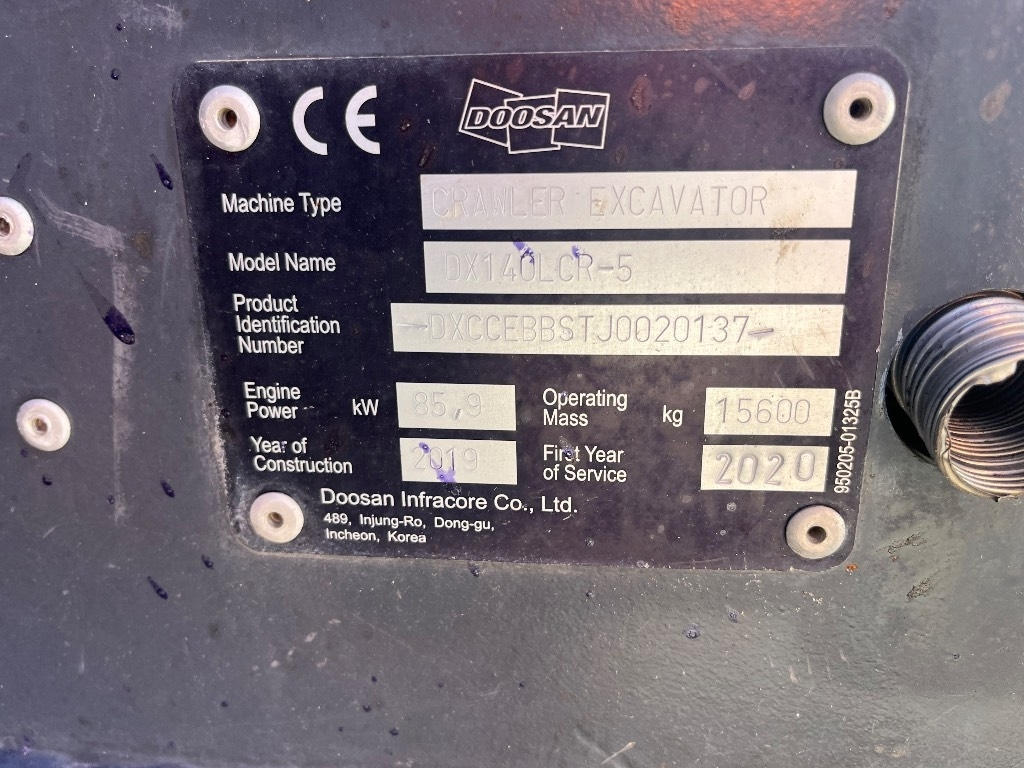 CE DOOSAN
Machine Type CRAWLER EXCAVATOR
Model Name DX140LCR-5
Product
Identification
Number -DXCCEBBSTJ0020137-
Engine
Power kW 85,9 Operating
Mass kg 15600
Year of
Construction 2019 First Year
of Service 2020
950205-01325B
Doosan Infracore Co., Ltd.
489, Injung-Ro, Dong-gu,
Incheon, Korea